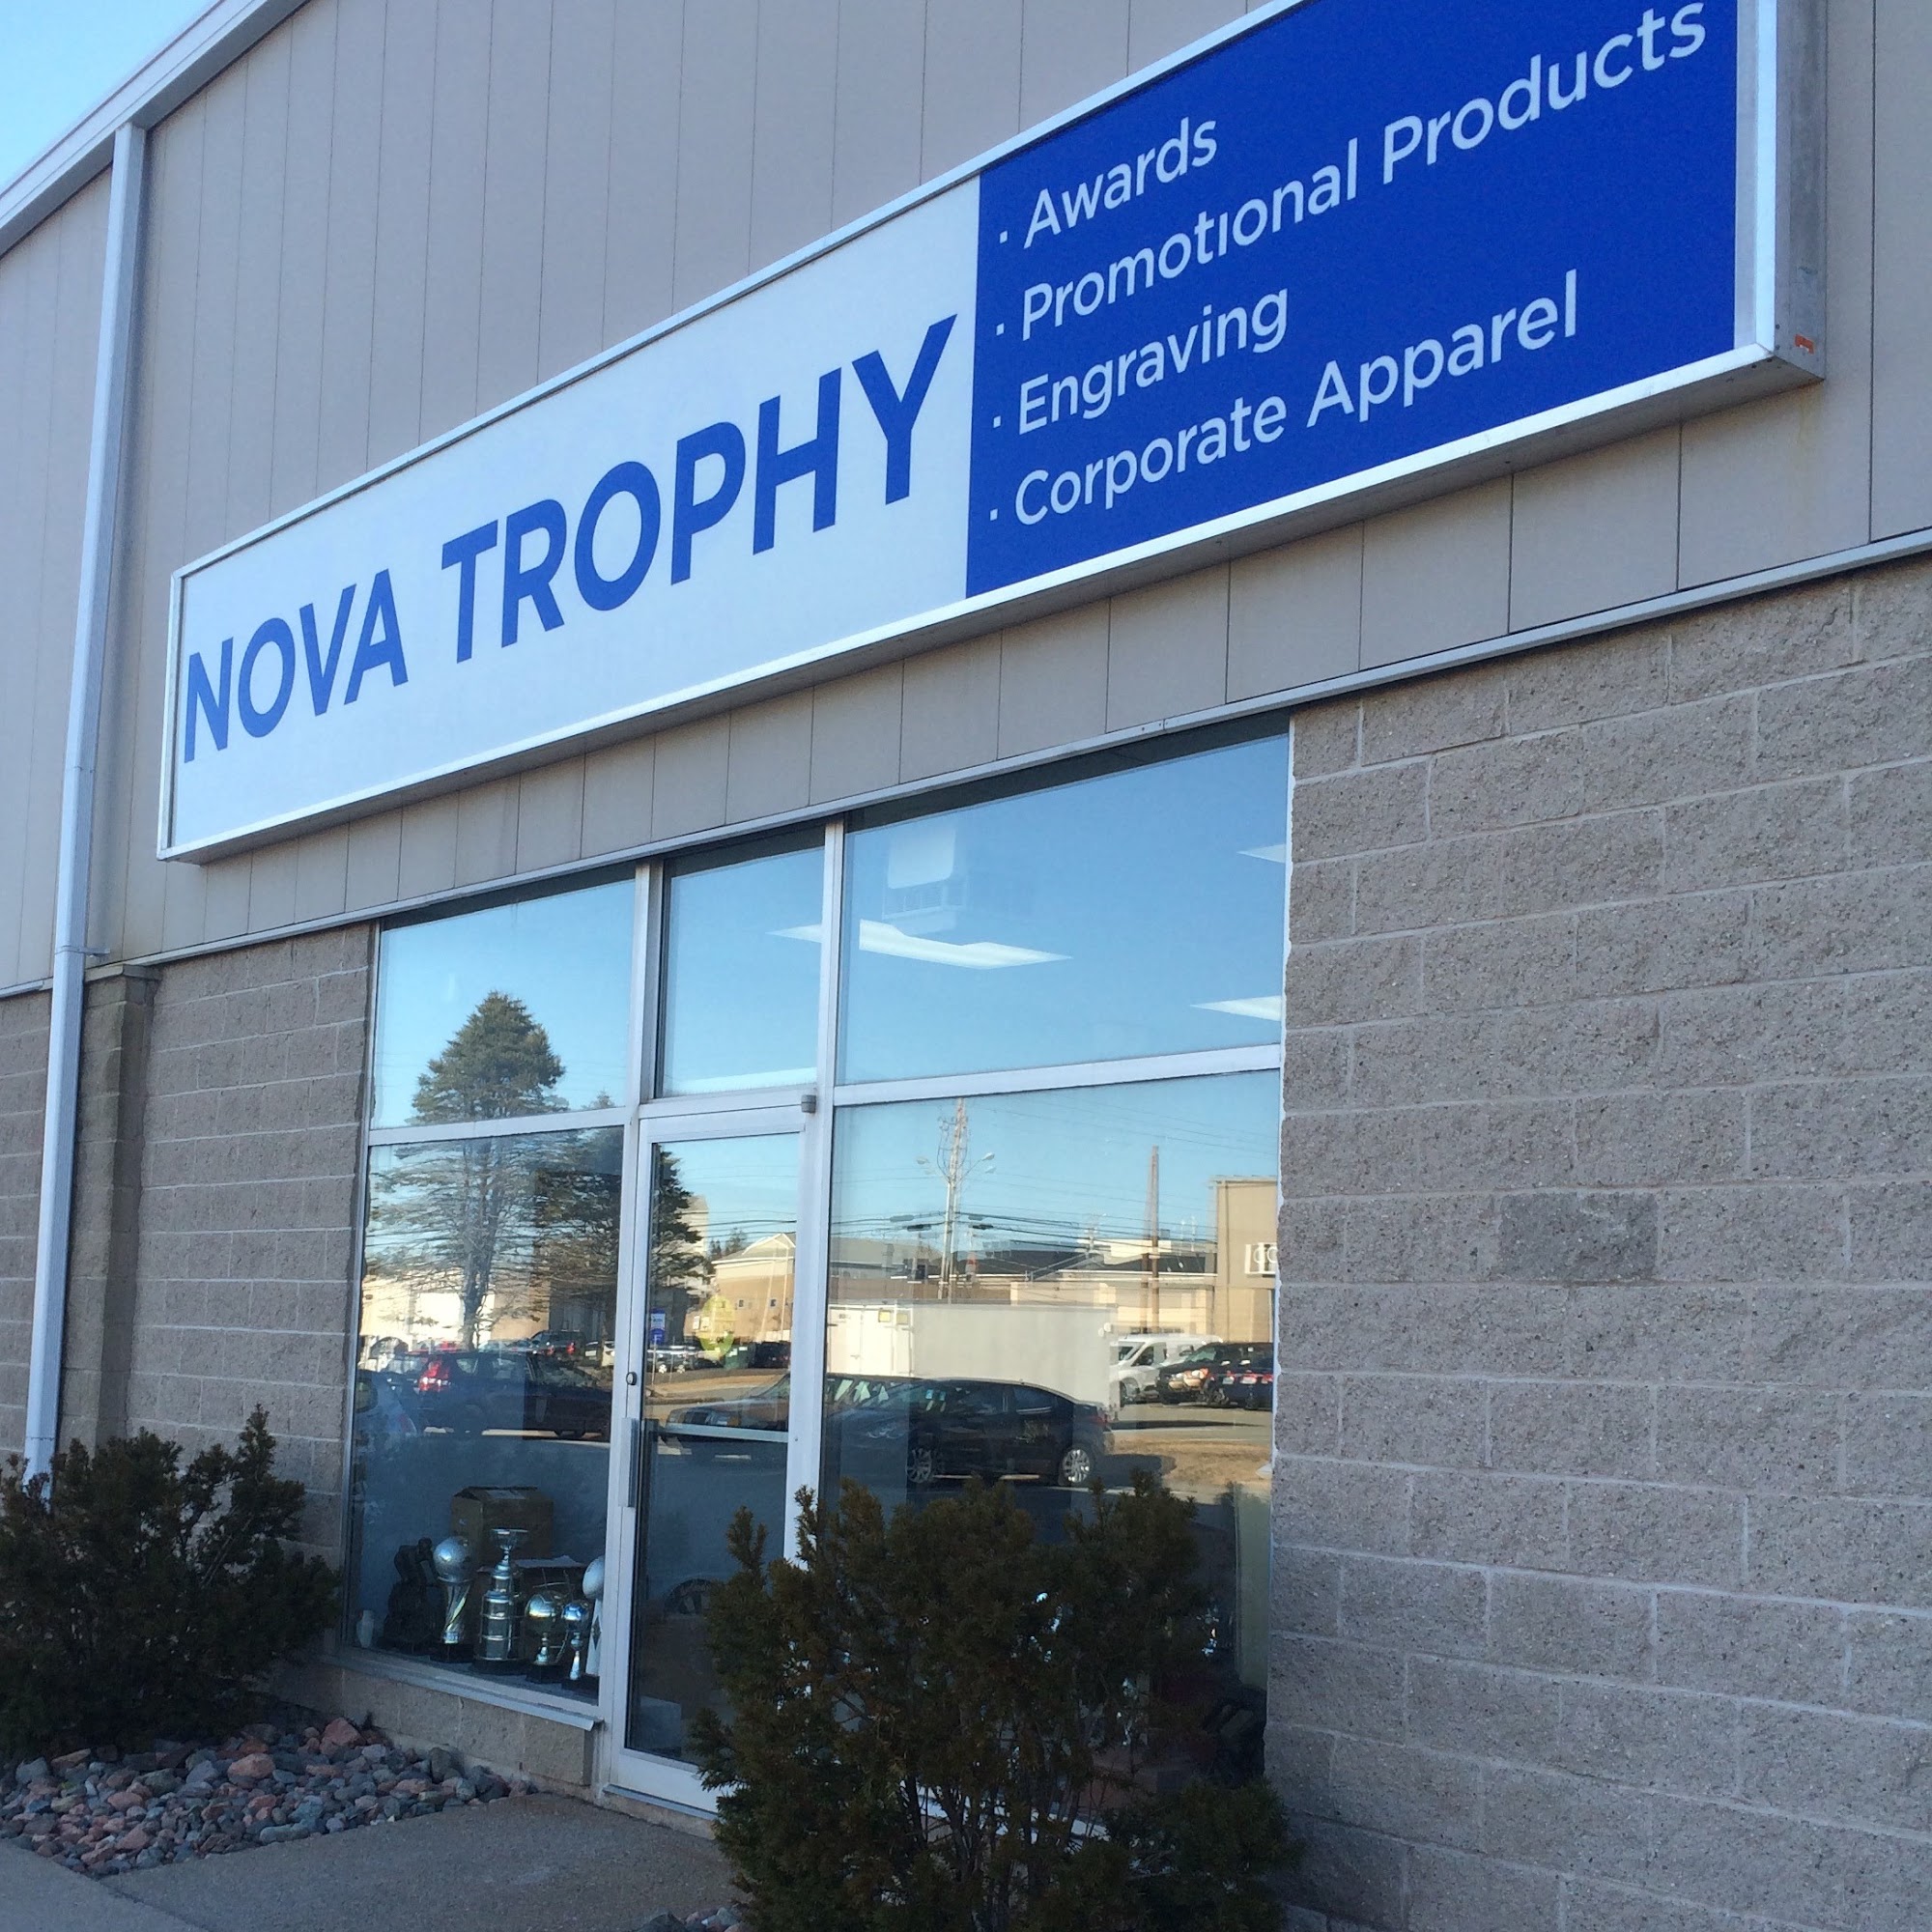 NOVA TROPHY
· Awards
· Promotional Products
· Engraving
· Corporate Apparel